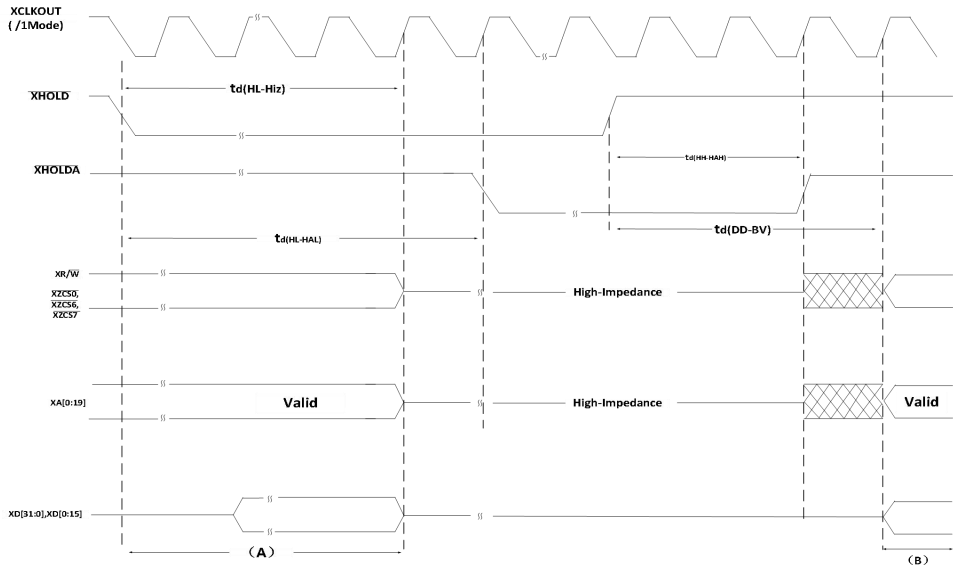 XCLKOUT
( /1Mode)
td(HL-Hiz)
XHOLD
td(HH-HAH)
XHOLDA
td(DD-BV)
td(HL-HAL)
XR/W
XZCS0,
XZCS6,
XZCS7
High-Impedance
XA[0:19]
Valid
High-Impedance
Valid
XD[31:0],XD[0:15]
(A)
(B)